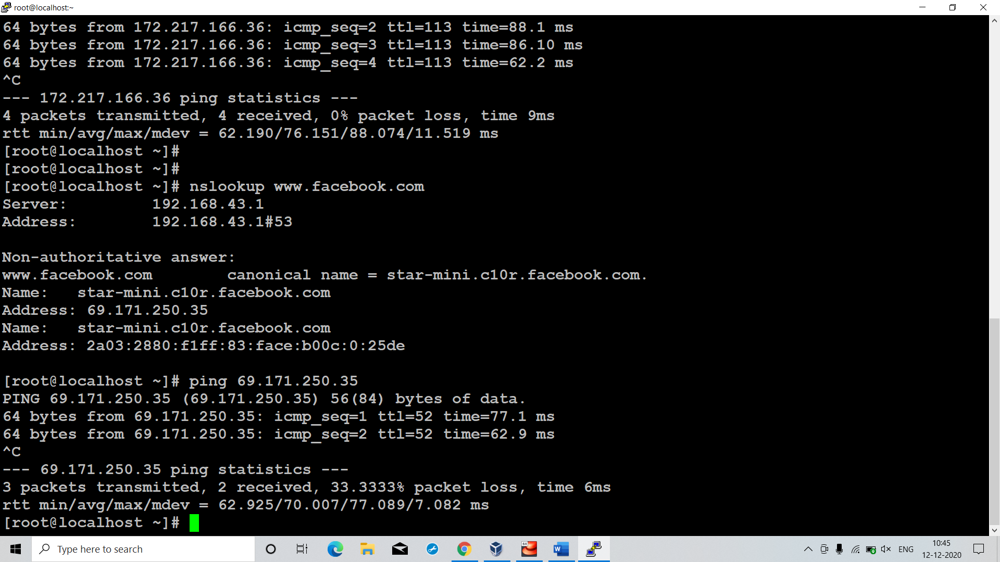 root@localhost:~
64 bytes from 172.217.166.36: icmp_seq=2 ttl=113 time=88.1 ms
64 bytes from 172.217.166.36: icmp_seq=3 ttl=113 time=86.10 ms
64 bytes from 172.217.166.36: icmp_seq=4 ttl=113 time=62.2 ms
^C
--- 172.217.166.36 ping statistics ---
4 packets transmitted, 4 received, 0% packet loss, time 9ms
rtt min/avg/max/mdev = 62.190/76.151/88.074/11.519 ms
[root@localhost ~]#
[root@localhost ~]#
[root@localhost ~]# nslookup www.facebook.com
Server:         192.168.43.1
Address:        192.168.43.1#53

Non-authoritative answer:
www.facebook.com        canonical name = star-mini.c10r.facebook.com.
Name:   star-mini.c10r.facebook.com
Address: 69.171.250.35
Name:   star-mini.c10r.facebook.com
Address: 2a03:2880:f1ff:83:face:b00c:0:25de

[root@localhost ~]# ping 69.171.250.35
PING 69.171.250.35 (69.171.250.35) 56(84) bytes of data.
64 bytes from 69.171.250.35: icmp_seq=1 ttl=52 time=77.1 ms
64 bytes from 69.171.250.35: icmp_seq=2 ttl=52 time=62.9 ms
^C
--- 69.171.250.35 ping statistics ---
3 packets transmitted, 2 received, 33.3333% packet loss, time 6ms
rtt min/avg/max/mdev = 62.925/70.007/77.089/7.082 ms
[root@localhost ~]#
Type here to search
64
W
ENG
10:45
12-12-2020